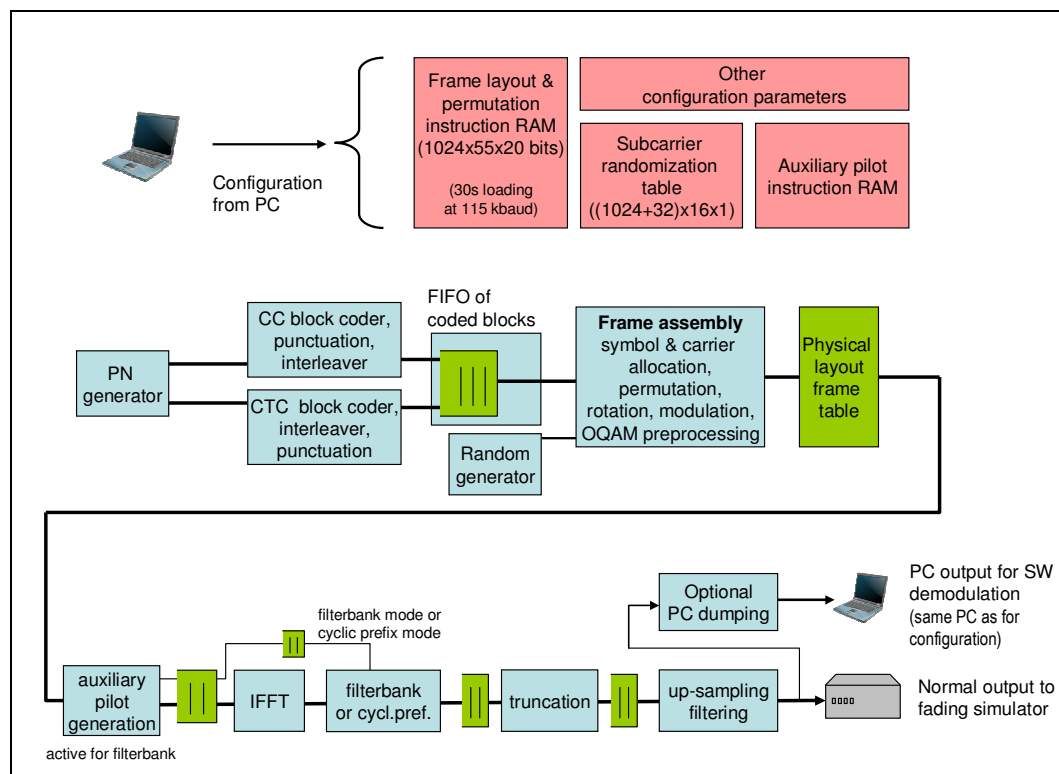 Frame layout &
permutation
instruction RAM
(1024x55x20 bits)
(30s loading
at 115 kbaud)
Other
configuration parameters
Subcarrier
randomization
table
((1024+32)x16x1)
Auxiliary pilot
instruction RAM
Configuration
from PC
PN
generator
CC block coder,
punctuation,
interleaver
CTC block coder,
interleaver,
punctuation
FIFO of
coded blocks
Random
generator
Frame assembly
symbol & carrier
allocation,
permutation,
rotation, modulation,
OQAM preprocessing
Physical
layout
frame
table
Optional
PC dumping
PC output for SW
demodulation
(same PC as for
configuration)
filterbank mode or
cyclic prefix mode
auxiliary
pilot
generation
IFFT
filterbank
or cycl.pref.
truncation
up-sampling
filtering
Normal output to
fading simulator
active for filterbank